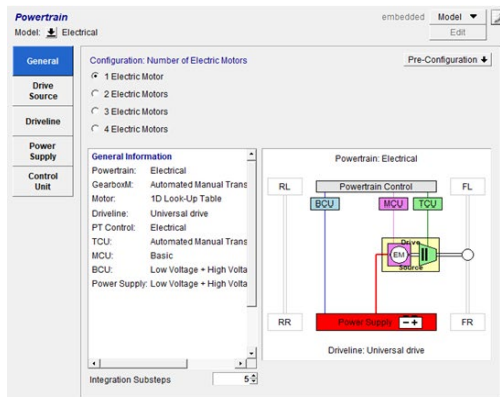 Powertrain
embedded Model
Model: Electrical
Edit
General
Drive Source
Driveline
Power Supply
Control Unit
Configuration: Number of Electric Motors
Pre-Configuration
1 Electric Motor
2 Electric Motors
3 Electric Motors
4 Electric Motors
General Information
Powertrain: Electrical
GearboxM: Automated Manual Trans
Motor: 1D Look-Up Table
Driveline: Universal drive
PT Control: Electrical
TCU: Automated Manual Trans
MCU: Basic
BCU: Low Voltage + High Volta
Power Supply: Low Voltage + High Volta
Integration Substeps 5
Powertrain: Electrical
RL Powertrain Control FL
BCU MCU TCU
Drive
EM
Source
RR Power Supply - + FR
Driveline: Universal drive